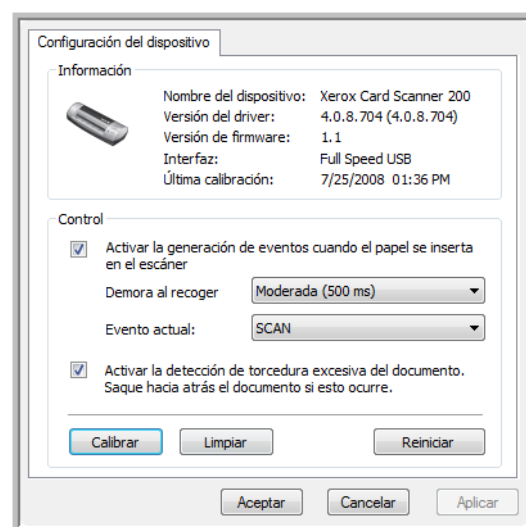 Configuración del dispositivo
Información
Nombre del dispositivo: Xerox Card Scanner 200
Versión del driver: 4.0.8.704 (4.0.8.704)
Versión de firmware: 1.1
Interfaz: Full Speed USB
Última calibración: 7/25/2008 01:36 PM
Control
Activar la generación de eventos cuando el papel se inserta
en el escáner
Demora al recoger Moderada (500 ms)
Evento actual: SCAN
Activar la detección de torcedura excesiva del documento.
Saque hacia atrás el documento si esto ocurre.
Calibrar Limpiar Reiniciar
Aceptar Cancelar Aplicar